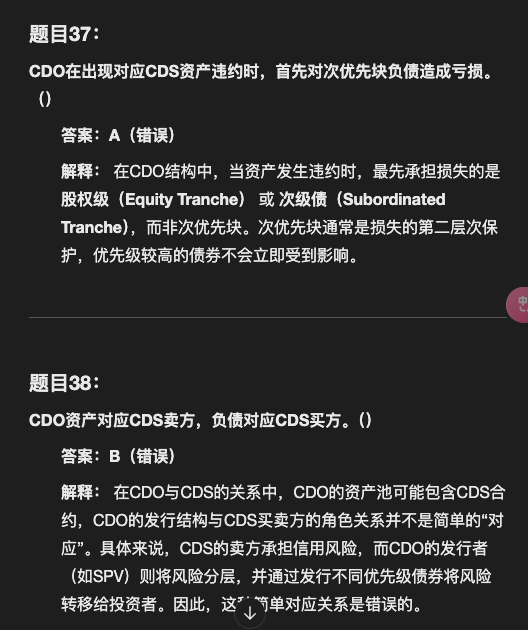 题目37：
CDO在出现对应CDS资产违约时，首先对次优先块负债造成亏损。
（）
答案：A（错误）
解释： 在CDO结构中，当资产发生违约时，最先承担损失的是
股权级（Equity Tranche） 或 次级债（Subordinated
Tranche），而非次优先块。次优先块通常是损失的第二层次保
护，优先级较高的债券不会立即受到影响。
题目38：
CDO资产对应CDS卖方，负债对应CDS买方。（）
答案：B（错误）
解释： 在CDO与CDS的关系中，CDO的资产池可能包含CDS合
约，CDO的发行结构与CDS买卖方的角色关系并不是简单的“对
应”。具体来说，CDS的卖方承担信用风险，而CDO的发行者
（如SPV）则将风险分层，并通过发行不同优先级债券将风险
转移给投资者。因此，这 简单对应关系是错误的。